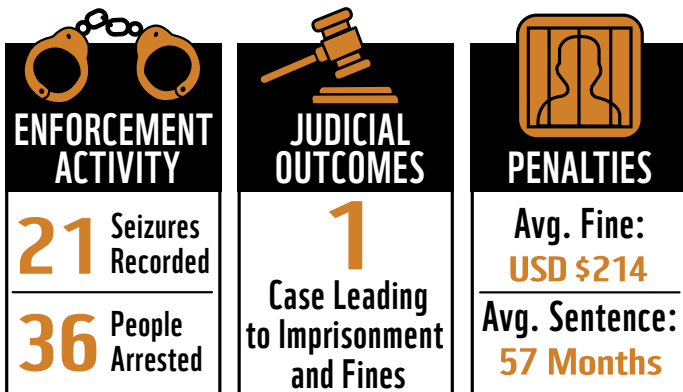 ENFORCEMENT
ACTIVITY
21 Seizures
Recorded
36 People
Arrested
JUDICIAL
OUTCOMES
1
Case Leading
to Imprisonment
and Fines
PENALTIES
Avg. Fine:
USD $214
Avg. Sentence:
57 Months